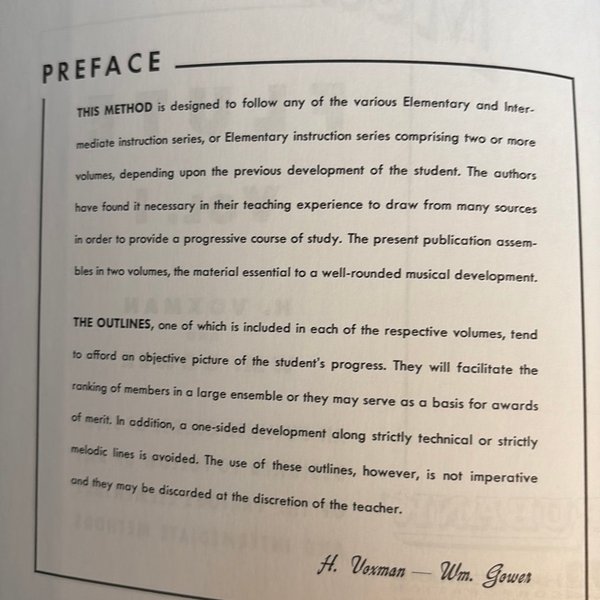 PREFACE
THIS METHOD is designed to follow any of the various Elementary and Inter-
mediate instruction series, or Elementary instruction series comprising two or more
volumes, depending upon the previous development of the student. The authors
have found it necessary in their teaching experience to draw from many sources
in order to provide a progressive course of study. The present publication assem-
bles in two volumes, the material essential to a well-rounded musical development.
THE OUTLINES, one of which is included in each of the respective volumes, tend
to afford an objective picture of the student's progress. They will facilitate the
ranking of members in a large ensemble or they may serve as a basis for awards
of merit. In addition, a one-sided development along strictly technical or strictly
melodic lines is avoided. The use of these outlines, however, is not imperative
and they may be discarded at the discretion of the teacher.
H. Voxman — Wm. Gower